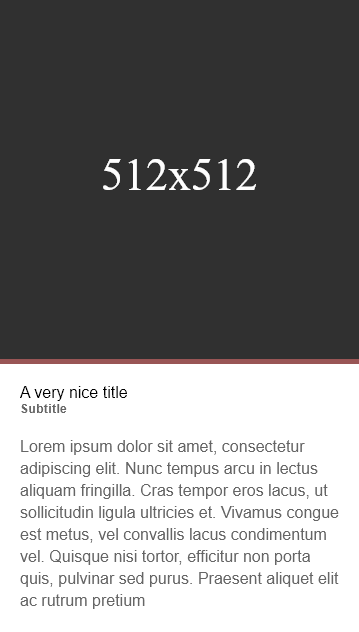 512x512
A very nice title
Subtitle
Lorem ipsum dolor sit amet, consectetur
adipiscing elit. Nunc tempus arcu in lectus
aliquam fringilla. Cras tempor eros lacus, ut
sollicitudin ligula ultricies et. Vivamus congue
est metus, vel convallis lacus condimentum
vel. Quisque nisi tortor, efficitur non porta
quis, pulvinar sed purus. Praesent aliquet elit
ac rutrum pretium